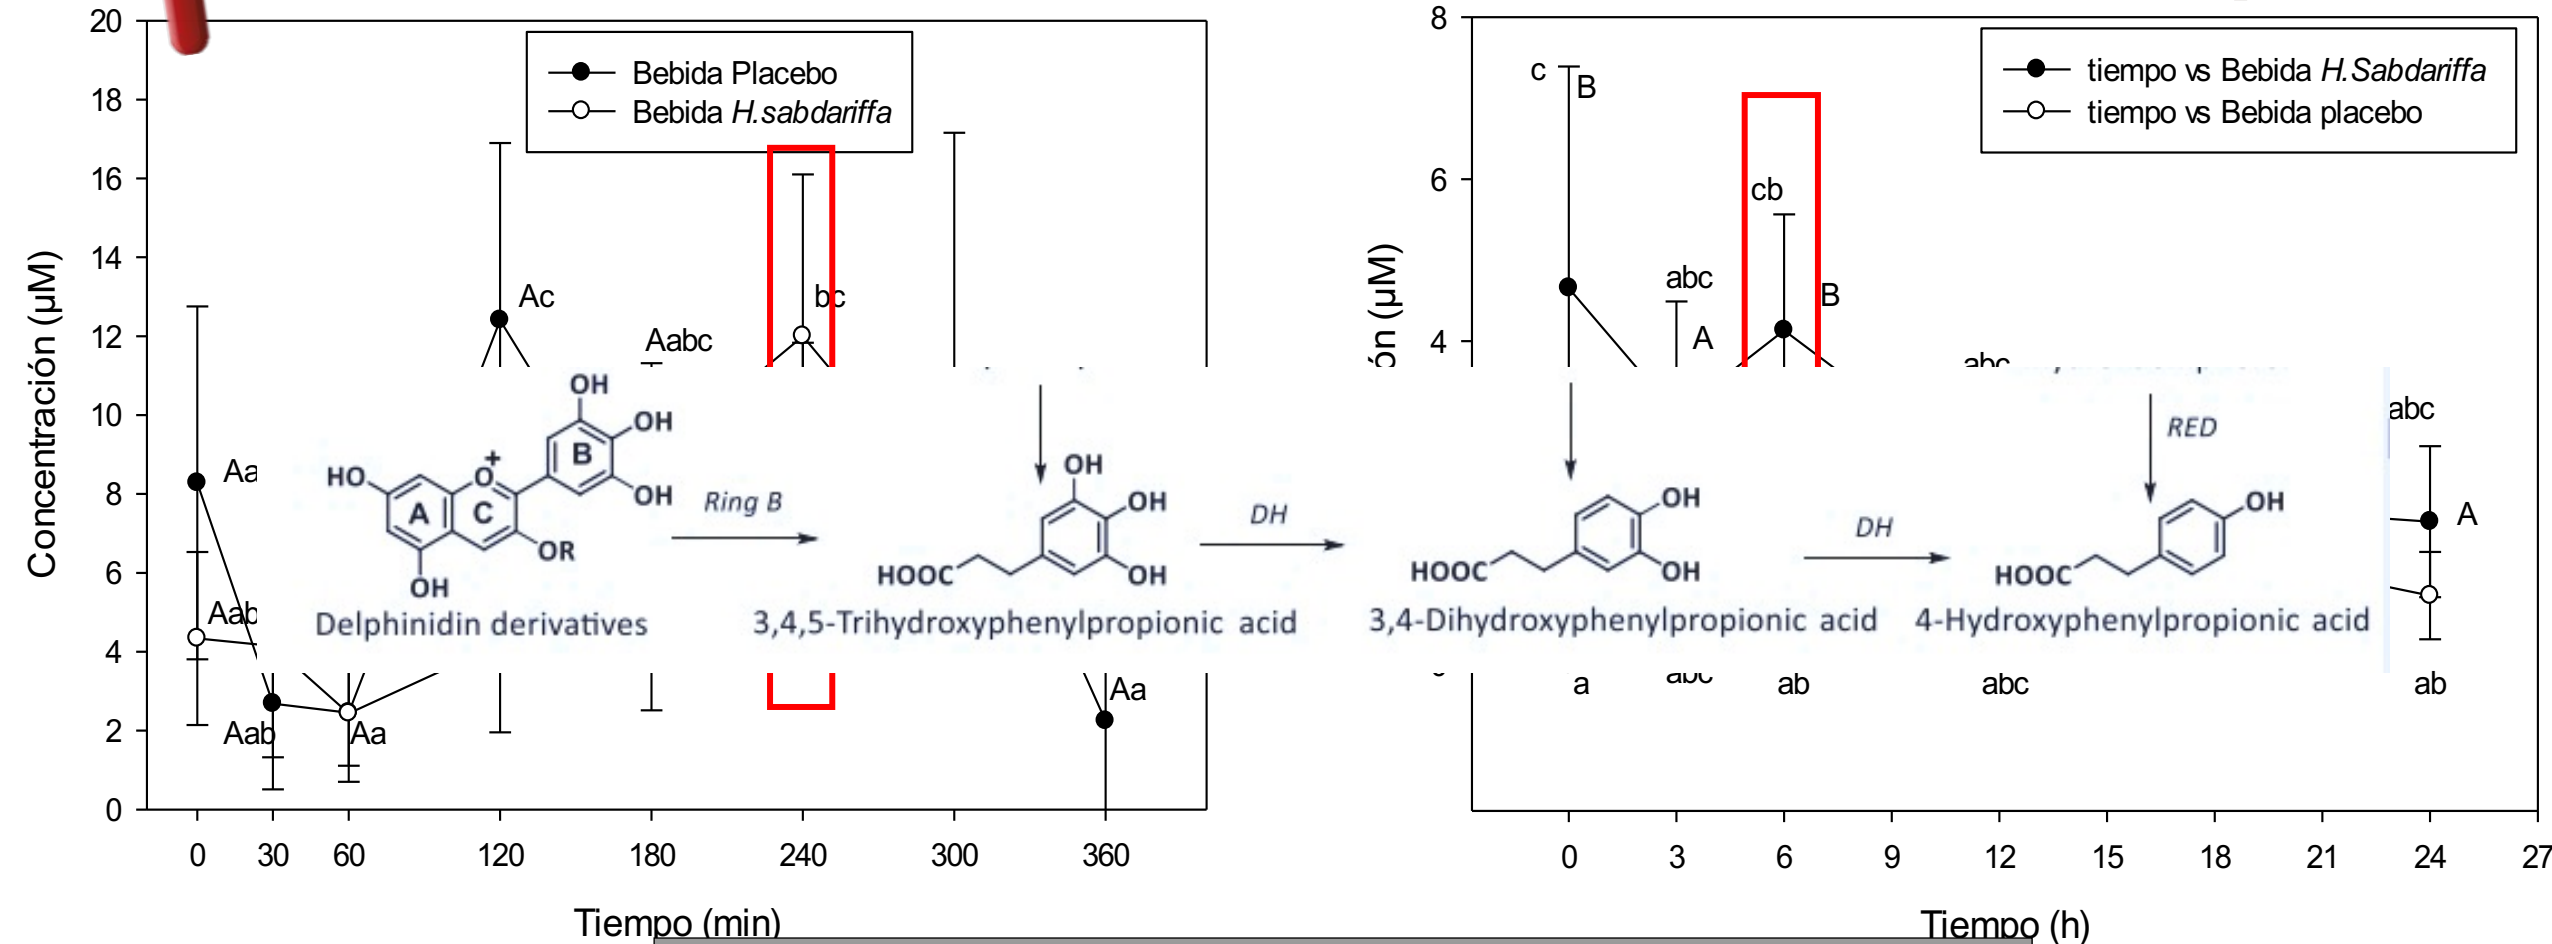 20
18
16
14
12
10
8
6
4
2
0
Concentración (µM)
Bebida Placebo
Bebida H.sabdariffa
Ac
Aabc
bc
Aa
Aab
Aab
Aa
Aa
0 30 60 120 180 240 300 360
Tiempo (min)
8
6
4
ón (µM)
tiempo vs Bebida H.Sabdariffa
tiempo vs Bebida placebo
c
B
cb
abc
A
B
abc
abc
A
a
abc
ab
abc
ab
0 3 6 9 12 15 18 21 24 27
Tiempo (h)
HO
OH
OH
OH
O+
A
C
B
OR
OH
Delphinidin derivatives
Ring B
OH
OH
OH
HOOC
3,4,5-Trihydroxyphenylpropionic acid
DH
OH
OH
HOOC
3,4-Dihydroxyphenylpropionic acid
DH
RED
OH
HOOC
4-Hydroxyphenylpropionic acid